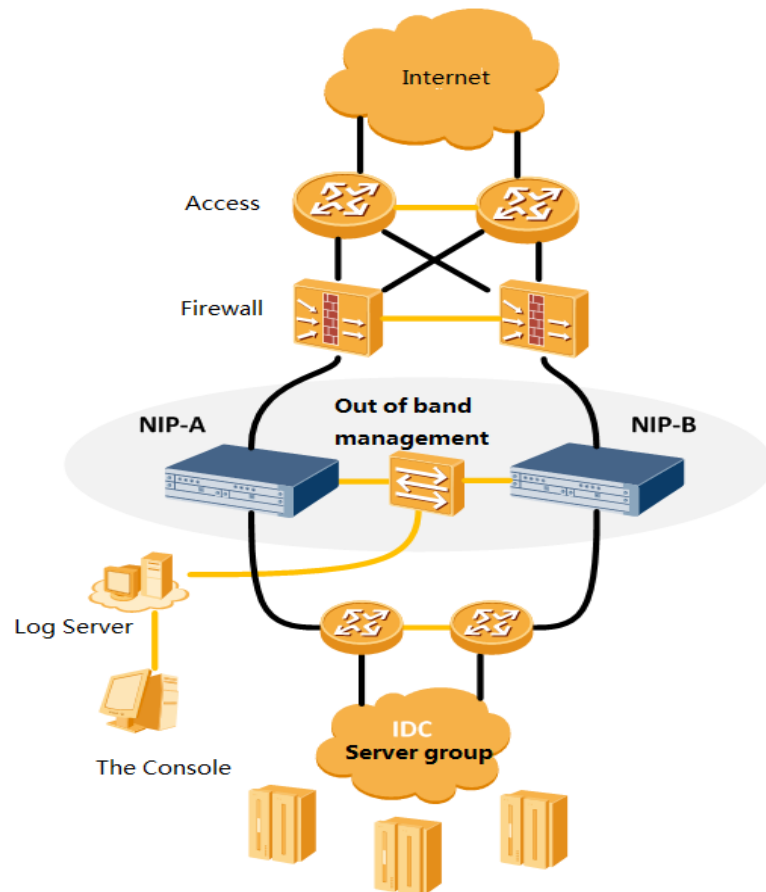 Internet
Access
Firewall
Out of band
management
NIP-A
NIP-B
Log Server
IDC
Server group
The Console